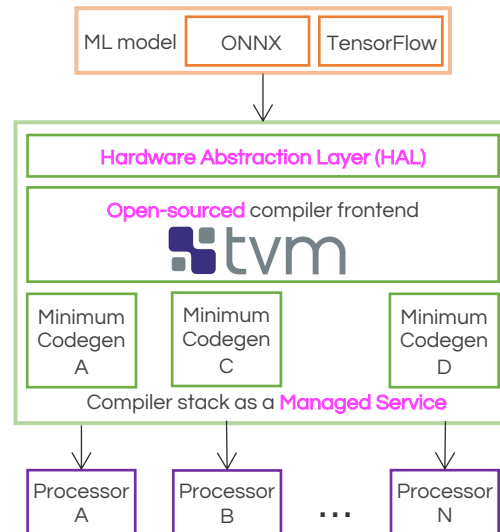 ML model
ONNX
TensorFlow
Hardware Abstraction Layer (HAL)
Open-sourced compiler frontend
tvm
Minimum
Codegen
A
Minimum
Codegen
C
Minimum
Codegen
D
Compiler stack as a Managed Service
Processor
A
Processor
B
...
Processor
N